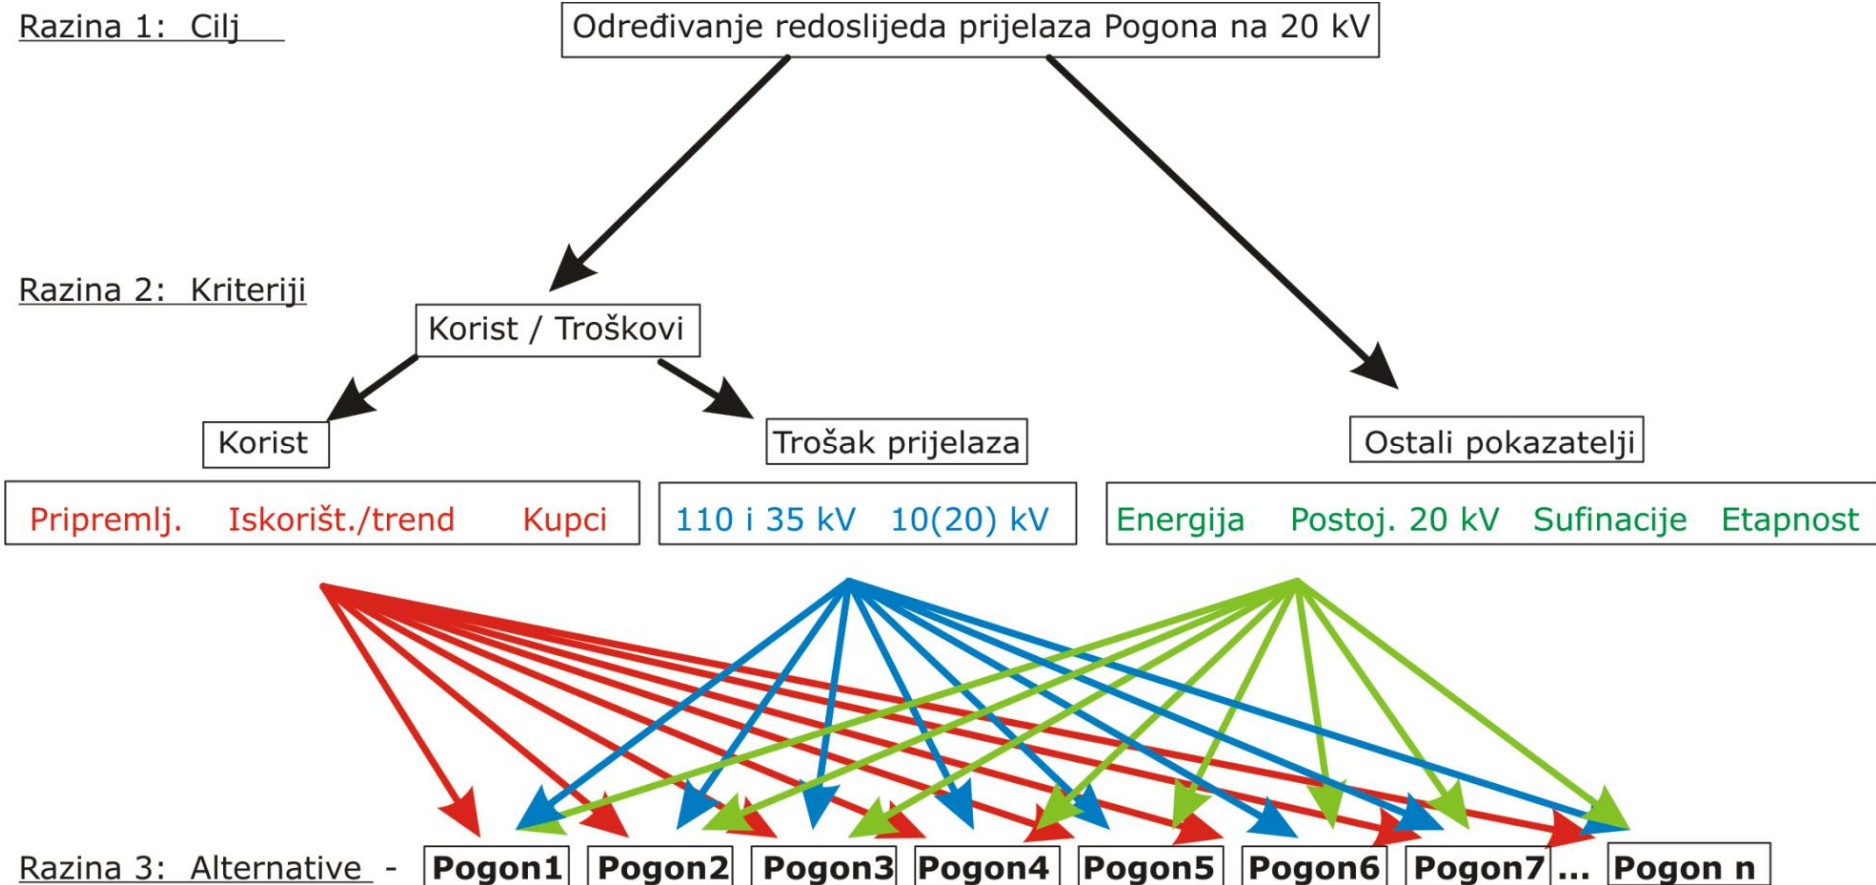 Razina 1: Cilj
Određivanje redoslijeda prijelaza Pogona na 20 kV
Razina 2: Kriteriji
Korist / Troškovi
Korist
Trošak prijelaza
Ostali pokazatelji
Pripremlj. Iskorišt./trend Kupci
110 i 35 kV 10(20) kV
Energija Postoj. 20 kV Sufinacije Etapnost
Razina 3: Alternative - Pogon1 Pogon2 Pogon3 Pogon4 Pogon5 Pogon6 Pogon7 ... Pogon n